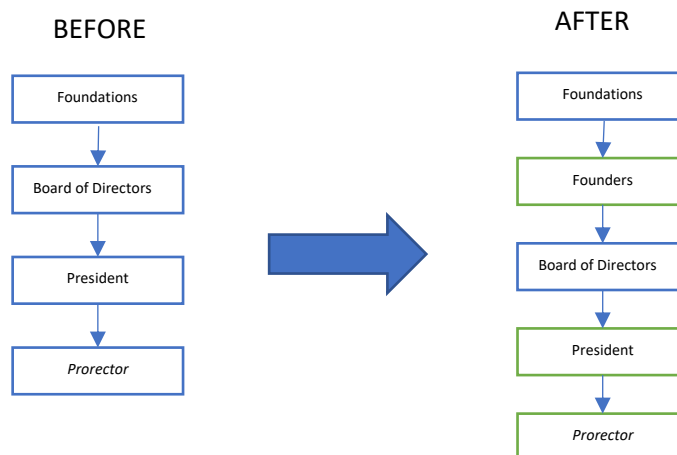 BEFORE
Foundations
Board of Directors
President
Prorector
AFTER
Foundations
Founders
Board of Directors
President
Prorector